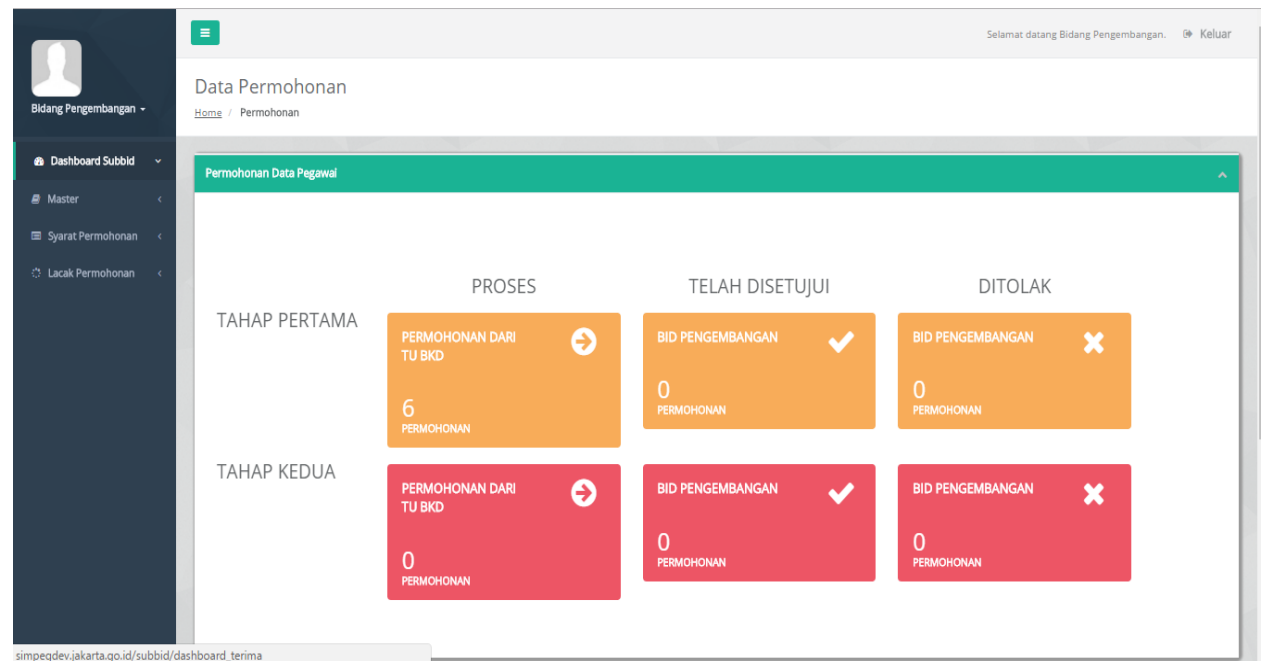 Selamat datang Bidang Pengembangan.
Keluar
Bidang Pengembangan
Data Permohonan
Home / Permohonan
Dashboard Subbid
Master
Syarat Permohonan
Lacak Permohonan
Permohonan Data Pegawai
PROSES
TELAH DISETUJUI
DITOLAK
TAHAP PERTAMA
PERMOHONAN DARI
TU BKD
6
PERMOHONAN
BID PENGEMBANGAN
0
PERMOHONAN
BID PENGEMBANGAN
0
PERMOHONAN
TAHAP KEDUA
PERMOHONAN DARI
TU BKD
0
PERMOHONAN
BID PENGEMBANGAN
0
PERMOHONAN
BID PENGEMBANGAN
0
PERMOHONAN
simpegdev.jakarta.go.id/subbid/dashboard_terima